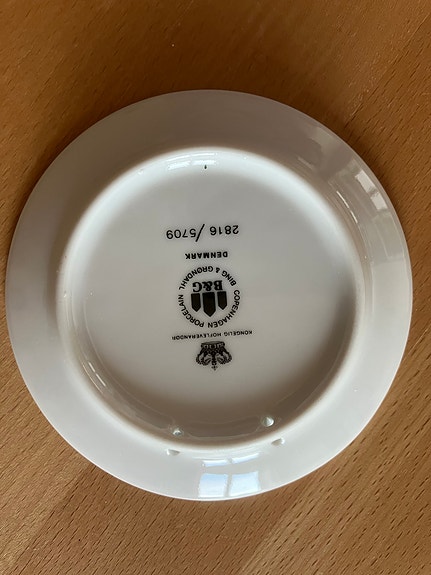 KONGELIG HOFLEVERANDØR
COPENHAGEN PORCELAIN
B&G
BING & GRØNDAHL
DENMARK
2816/5709